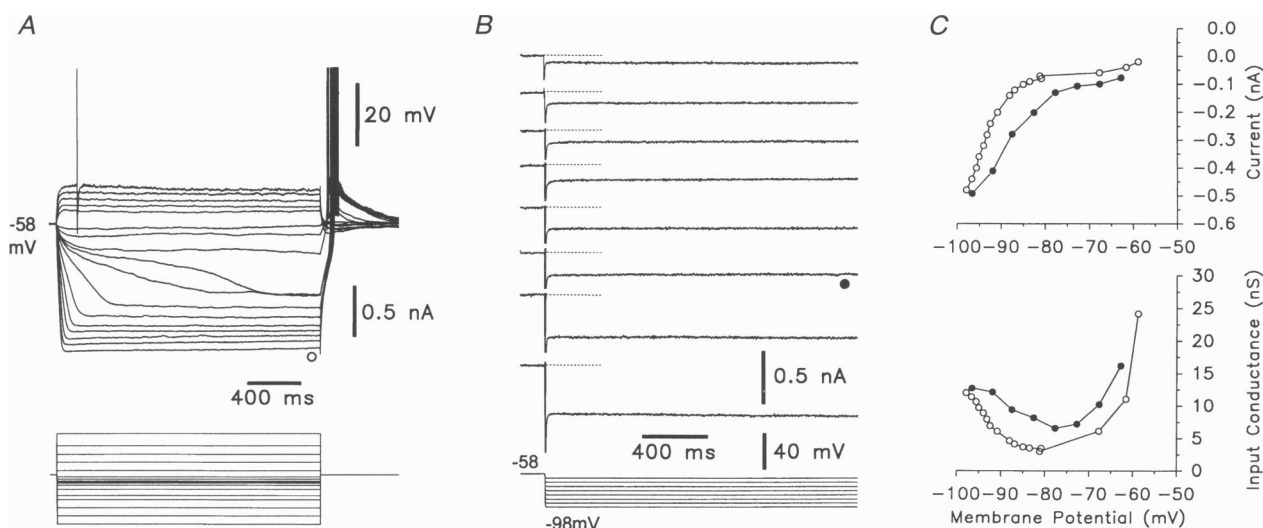 A
20 mV
-58
mV
0.5 nA
400 ms
B
0.5 nA
400 ms
40 mV
-58
-98mV
C
0.0
0.0
-0.1
-0.2
-0.3
-0.4
-0.5
-0.6
Current (nA)
-100 -90 -80 -70 -60 -50
30
25
20
15
10
5
0
Input Conductance (nS)
-100 -90 -80 -70 -60 -50
Membrane Potential (mV)